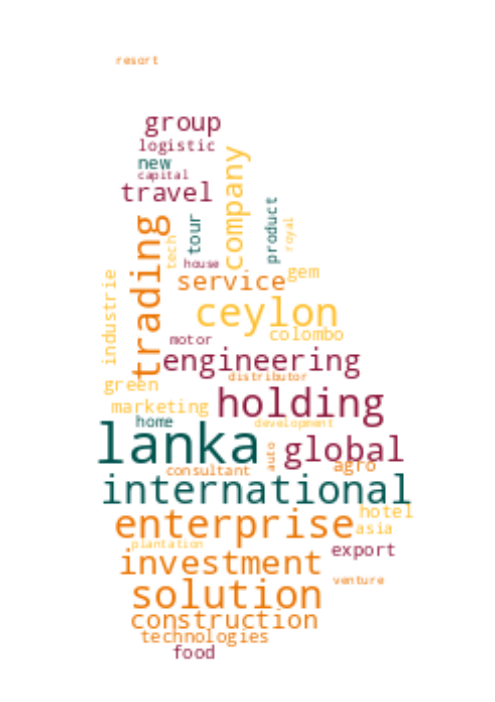 resort
group
logistic
new
capital
travel
company
product
royal
tour
trading
tech
house
service
gem
industrie
ceylon
colombo
motor
engineering
distributor
green
marketing
holding
home
development
lanka
global
auto
agro
consultant
international
hotel
enterprise
asia
plantation
export
investment
venture
solution
construction
technologies
food